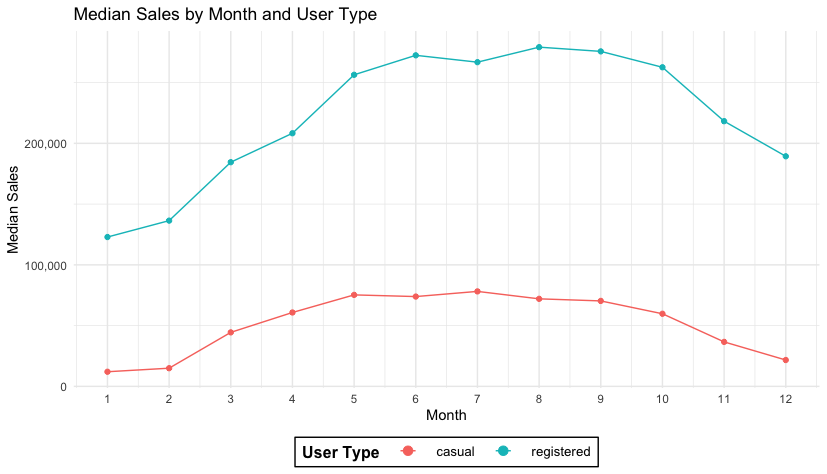 Median Sales by Month and User Type
Median Sales
200,000
100,000
0
1 2 3 4 5 6 7 8 9 10 11 12
Month
User Type casual registered